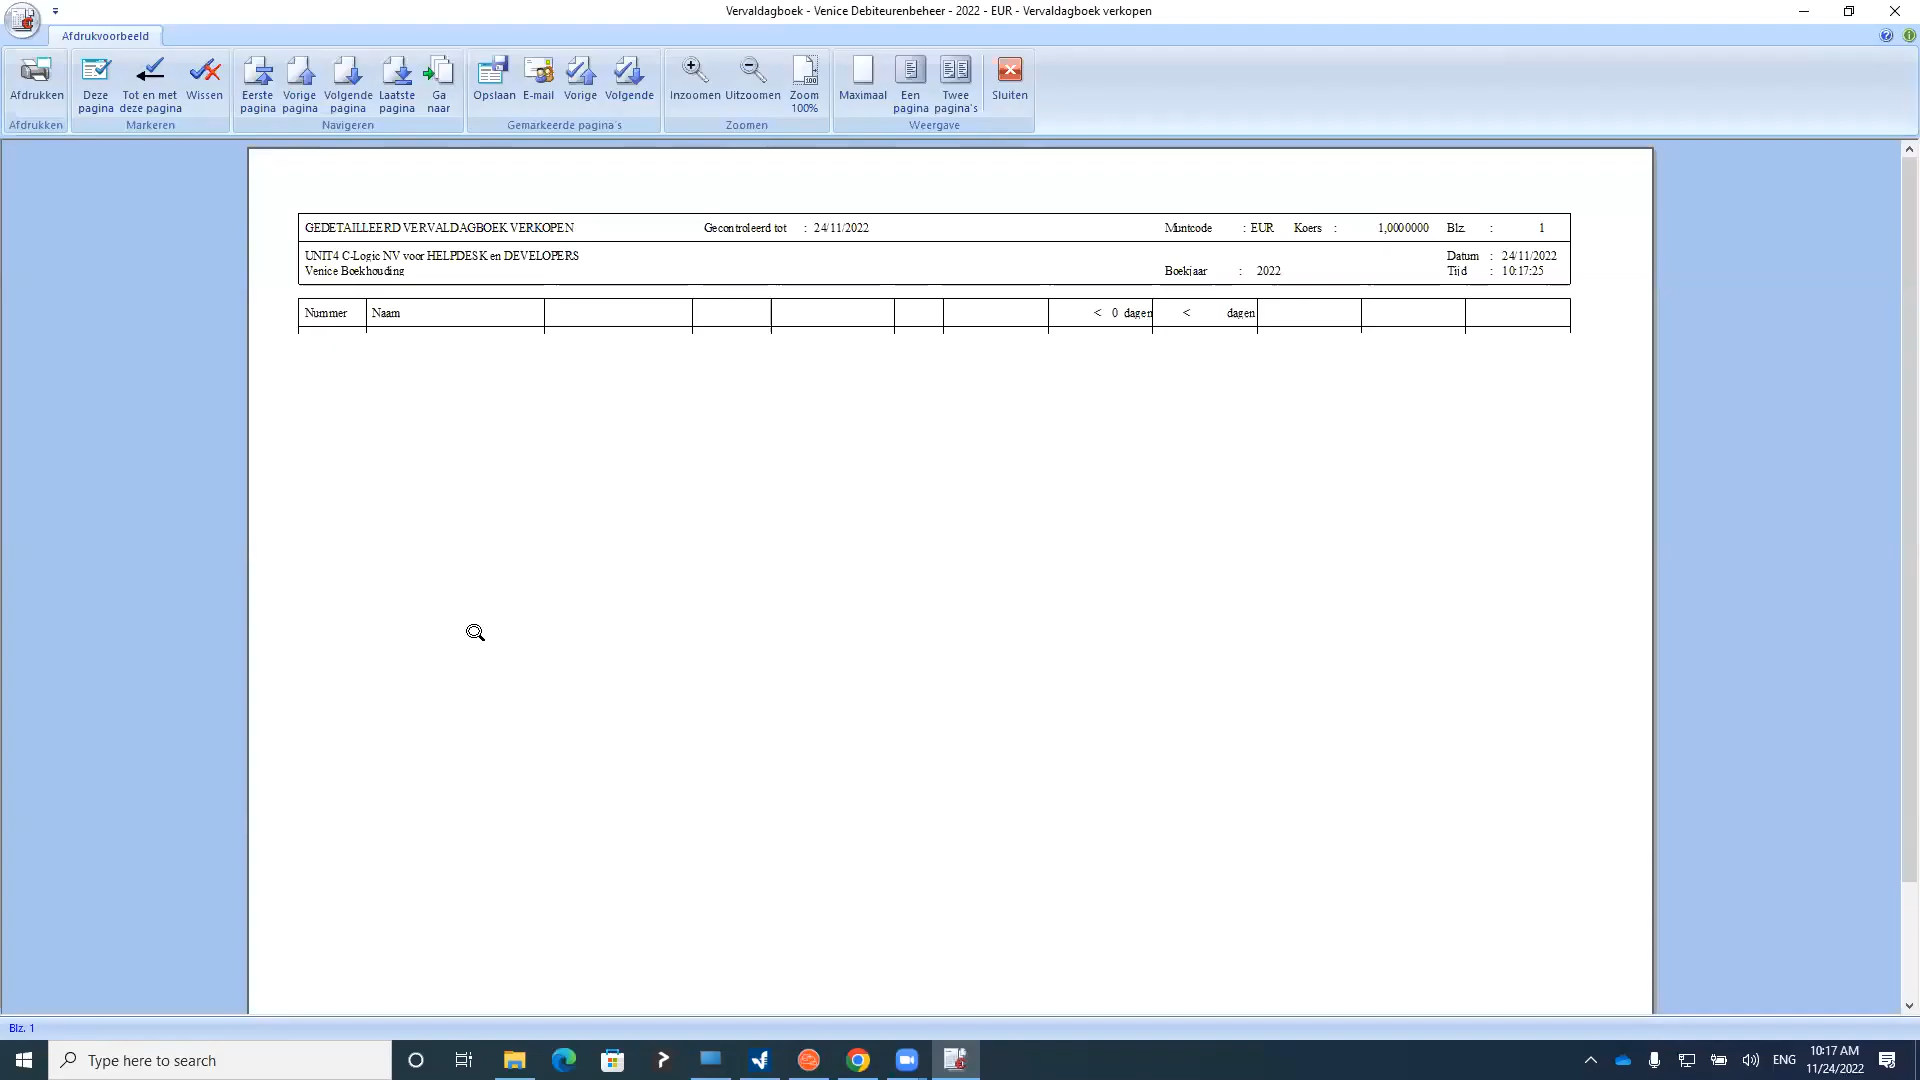 Vervaldagboek - Venice Debiteurenbeheer - 2022 - EUR - Vervaldagboek verkopen
Afdrukvoorbeeld
Afdrukken
Deze pagina
Tot en met deze pagina
Wissen
Eerste pagina
Vorige pagina
Volgende pagina
Laatste pagina
Ga naar
Opslaan
E-mail
Vorige
Volgende
Inzoomen
Uitzoomen
Zoom 100%
Maximaal
Een pagina
Twee pagina's
Sluiten
Afdrukken
Markeren
Navigeren
Gemarkeerde pagina's
Zoomen
Weergave
GEDETAILLEERD VERVALDAGBOEK VERKOPEN Gecontroleerd tot : 24/11/2022 Muntcode : EUR Koers : 1,0000000 Blz. : 1
UNIT4 C-Logic NV voor HELPDESK en DEVELOPERS Datum : 24/11/2022
Venice Boekhouding Boekjaar : 2022 Tijd : 10:17:25
Nummer Naam < 0 dagen < dagen
Blz. 1
Type here to search
ENG
10:17 AM
11/24/2022